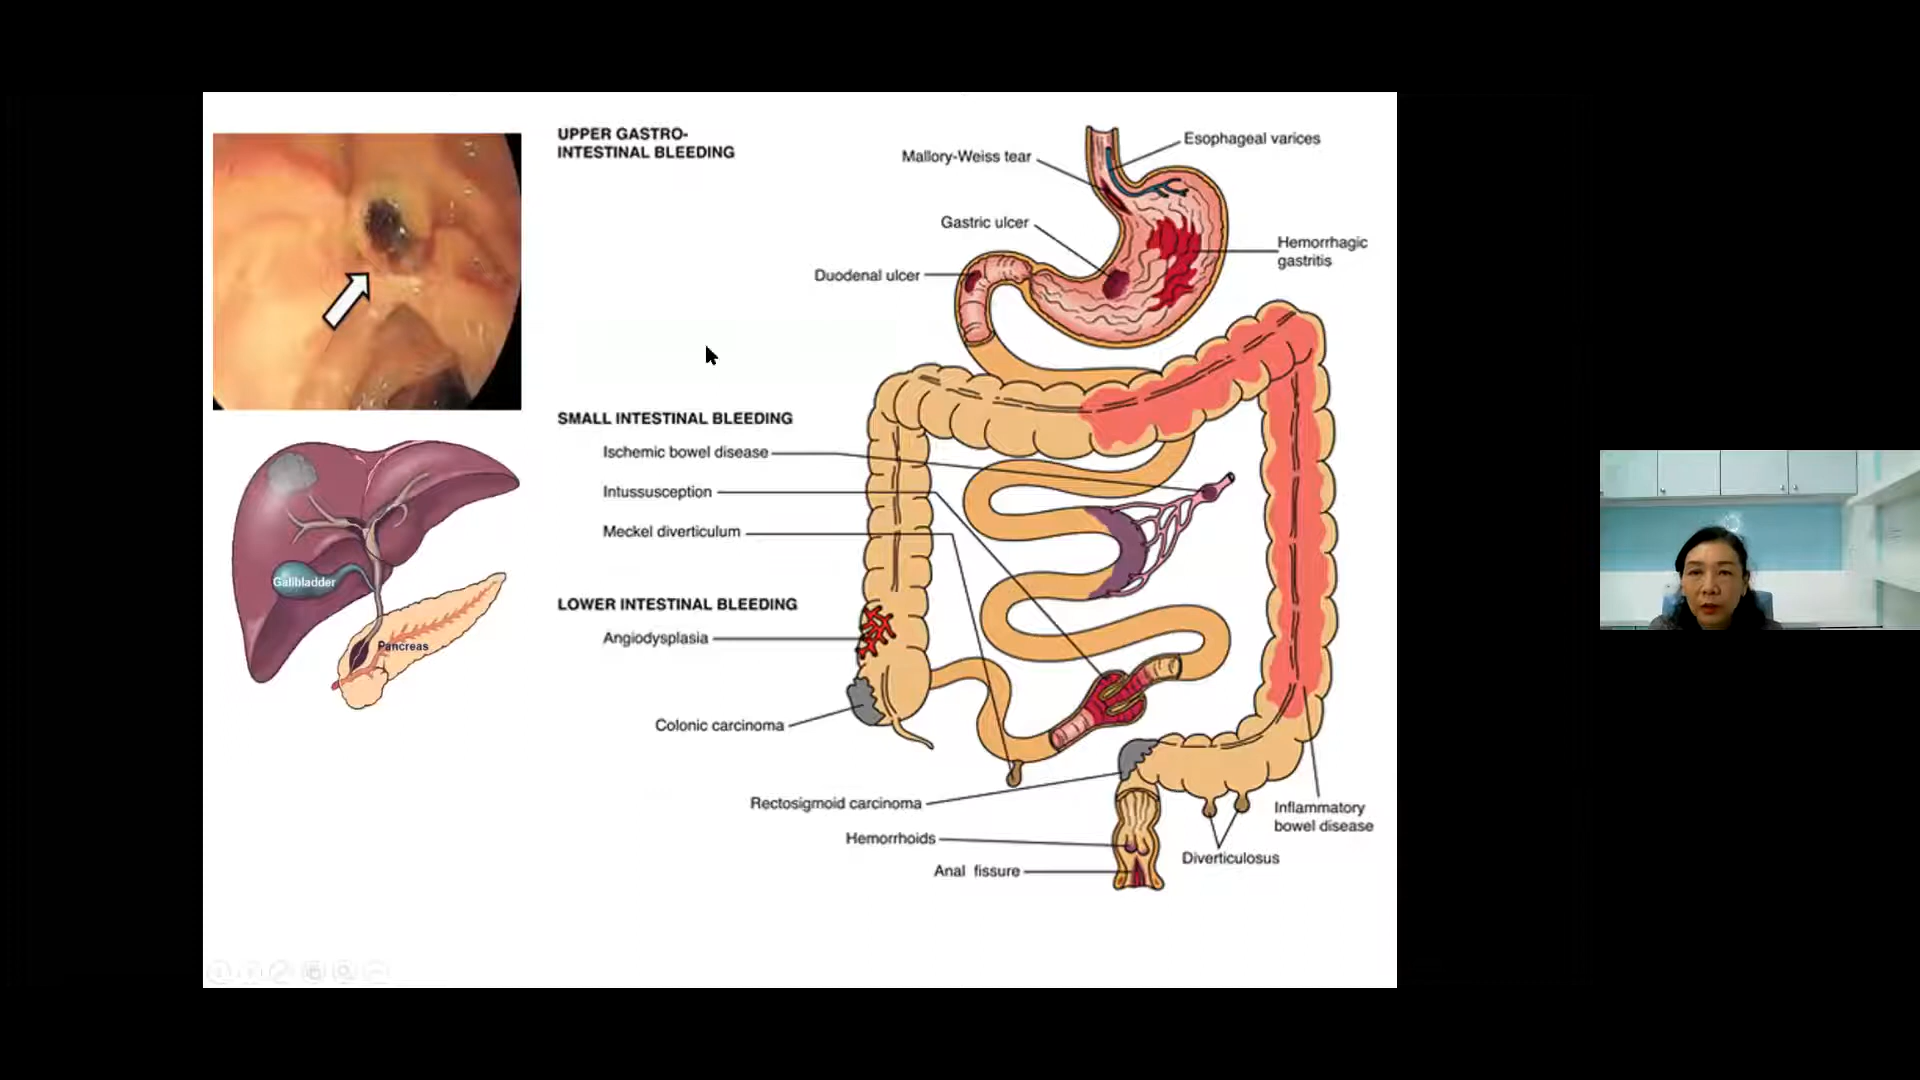 UPPER GASTRO-
INTESTINAL BLEEDING
Esophageal varices
Mallory-Weiss tear
Gastric ulcer
Hemorrhagic
gastritis
Duodenal ulcer
SMALL INTESTINAL BLEEDING
Ischemic bowel disease
Intussusception
Meckel diverticulum
Gallbladder
Pancreas
LOWER INTESTINAL BLEEDING
Angiodysplasia
Colonic carcinoma
Rectosigmoid carcinoma
Hemorrhoids
Anal fissure
Inflammatory
bowel disease
Diverticulosus